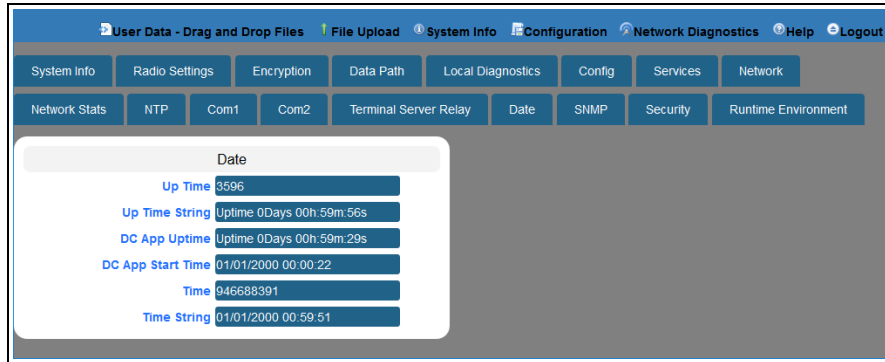 User Data - Drag and Drop Files File Upload System Info Configuration Network Diagnostics Help Logout
System Info Radio Settings Encryption Data Path Local Diagnostics Config Services Network
Network Stats NTP Com1 Com2 Terminal Server Relay Date SNMP Security Runtime Environment
Date
Up Time 3596
Up Time String Uptime 0Days 00h:59m:56s
DC App Uptime Uptime 0Days 00h:59m:29s
DC App Start Time 01/01/2000 00:00:22
Time 946688391
Time String 01/01/2000 00:59:51